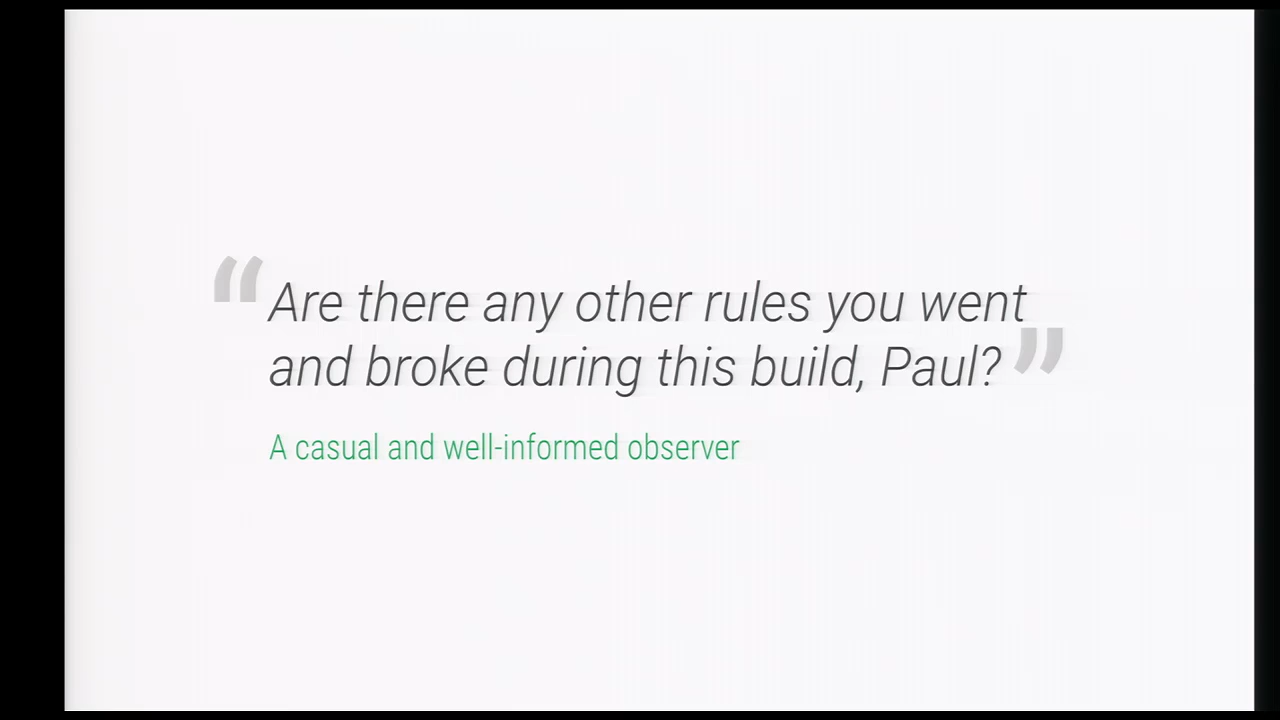 “Are there any other rules you went
and broke during this build, Paul?”
A casual and well-informed observer